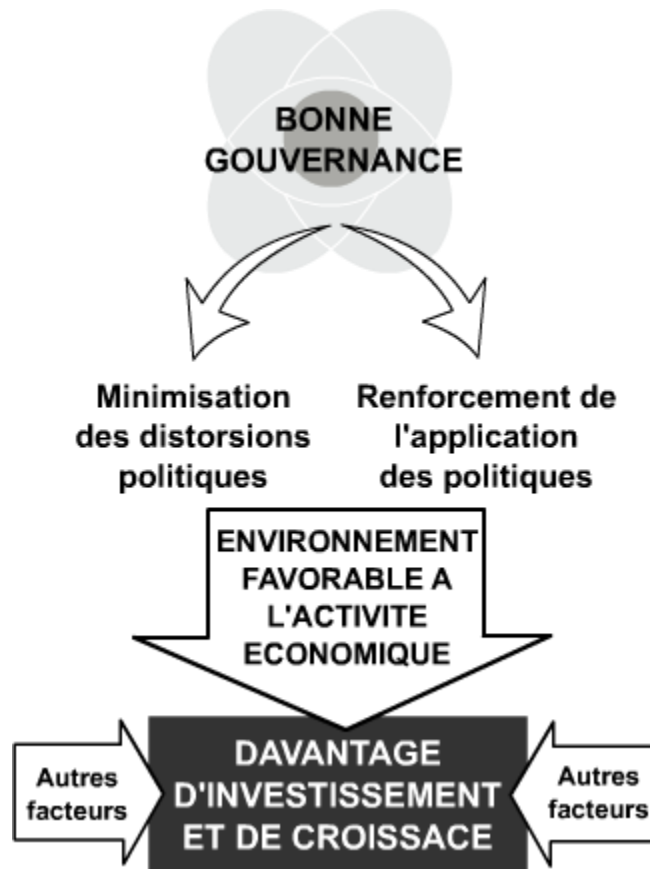 BONNE
GOUVERNANCE
Minimisation
des distorsions
politiques
Renforcement de
l'application
des politiques
ENVIRONNEMENT
FAVORABLE A
L'ACTIVITE
ECONOMIQUE
Autres
facteurs
DAVANTAGE
D'INVESTISSEMENT
ET DE CROISSACE
Autres
facteurs